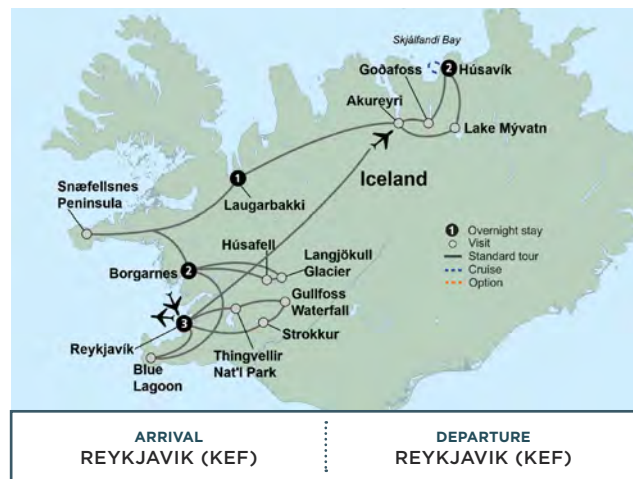 Skjálfandi Bay
Goðafoss
2
Húsavík
Akureyri
Lake Mývatn
Iceland
1
Laugarbakki
Snæfellsnes
Peninsula
Húsafell
Langjökull
Glacier
Borgarnes
2
Gullfoss
Waterfall
Reykjavík
3
Strokkur
Thingvellir
Nat'l Park
Blue
Lagoon
1 Overnight stay
Visit
Standard tour
Cruise
Option
ARRIVAL
REYKJAVIK (KEF)
DEPARTURE
REYKJAVIK (KEF)